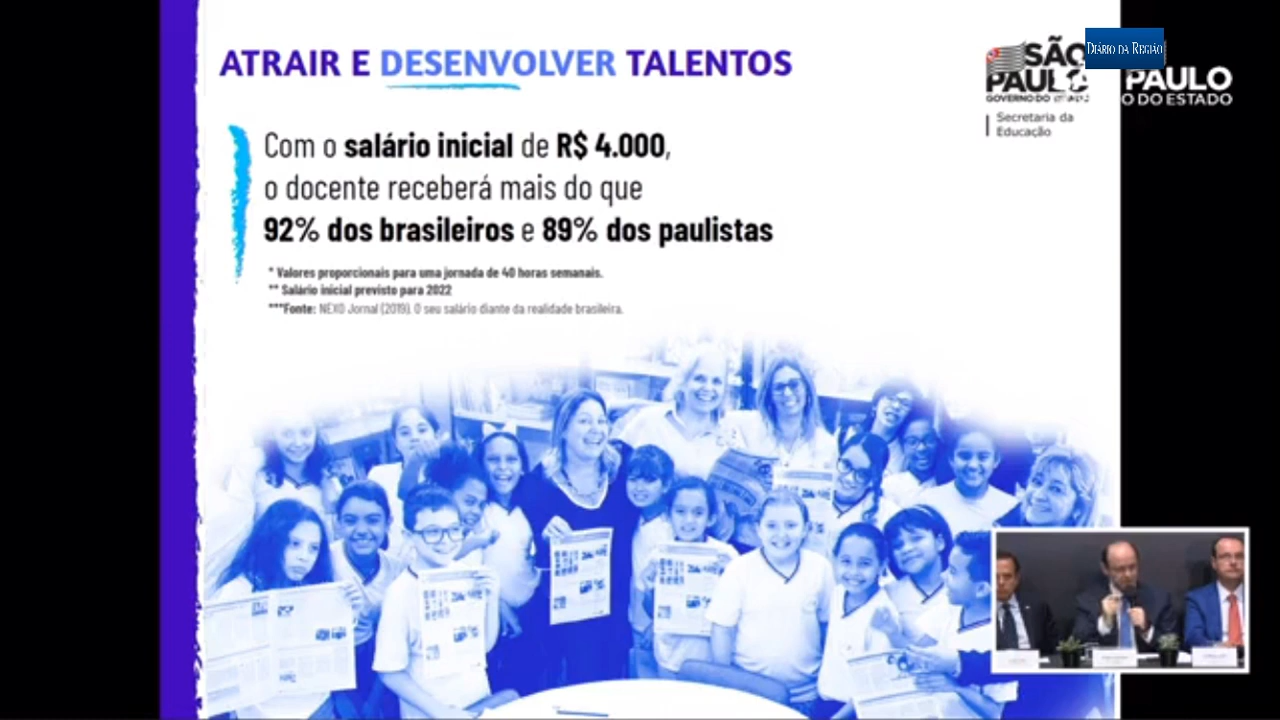 ATRAIR E DESENVOLVER TALENTOS
SÃO
PAULO
GOVERNO DO
Secretaria da
Educação
DIÁRIO DA REGIÃO
PAULO
O DO ESTADO
Com o salário inicial de R$ 4.000,
o docente receberá mais do que
92% dos brasileiros e 89% dos paulistas
* Valores proporcionais para uma jornada de 40 horas semanais.
** Salário inicial previsto para 2022
***Fonte: NEXO Jornal (2019). O seu salário diante da realidade brasileira.